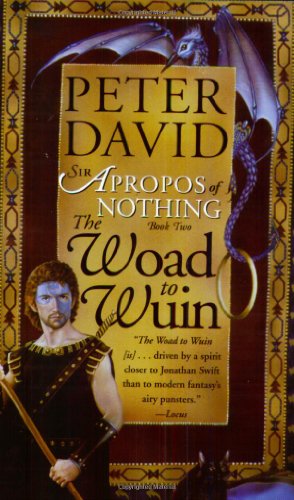 PETER
DAVID
SIR APROPOS of
NOTHING
Book Two
The
Woad
to
Wuin
"The Woad to Wuin
[is] . . . driven by a spirit
closer to Jonathan Swift
than to modern fantasy's
airy punsters."
—Locus